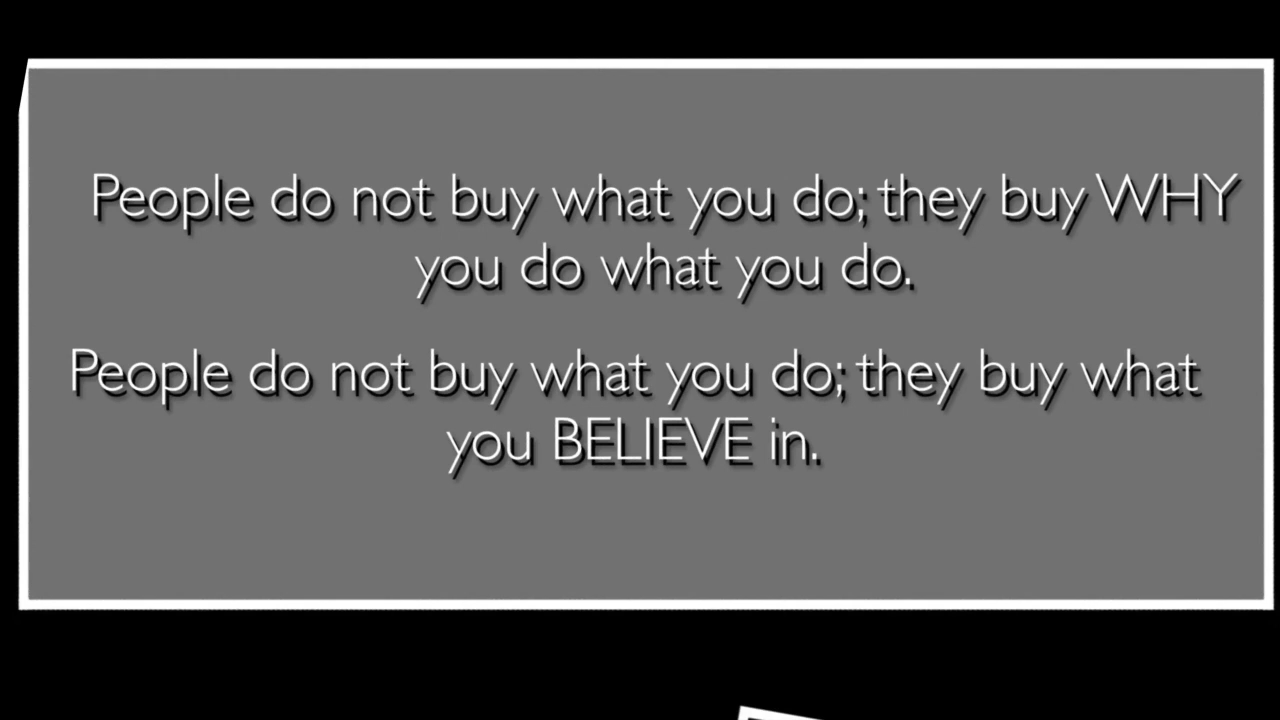 People do not buy what you do; they buy WHY
you do what you do.
People do not buy what you do; they buy what
you BELIEVE in.